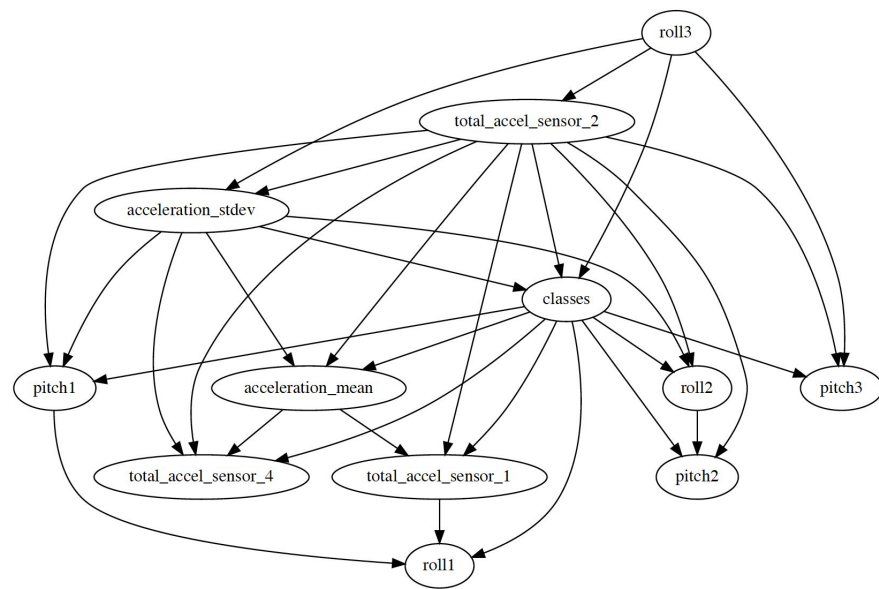 roll3
total_accel_sensor_2
acceleration_stdev
classes
pitch1
acceleration_mean
roll2
pitch3
total_accel_sensor_4
total_accel_sensor_1
pitch2
roll1